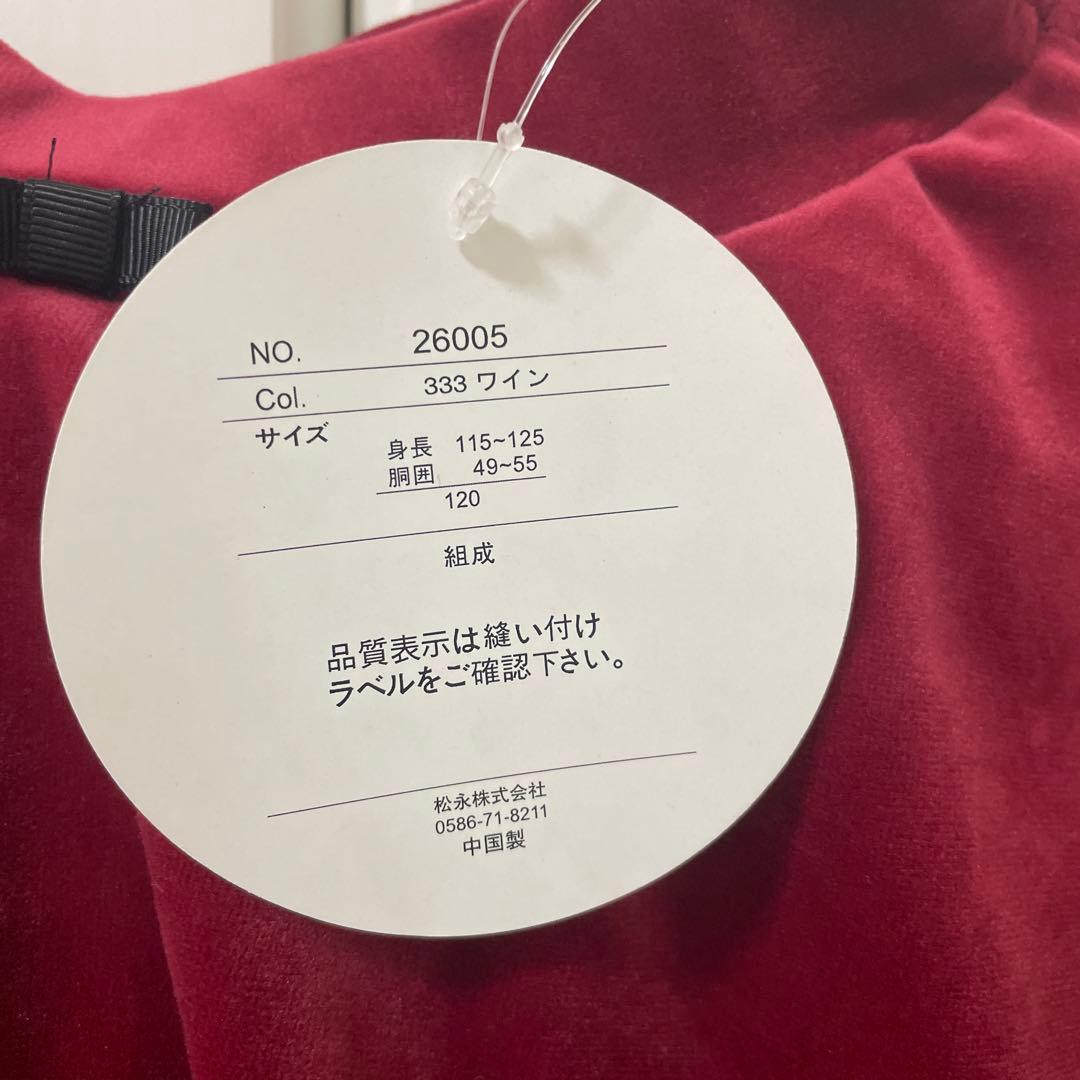 NO. 26005
Col. 333 ワイン
サイズ 身長 115~125
胴囲 49~55
120
組成
品質表示は縫い付け
ラベルをご確認下さい。
松永株式会社
0586-71-8211
中国製